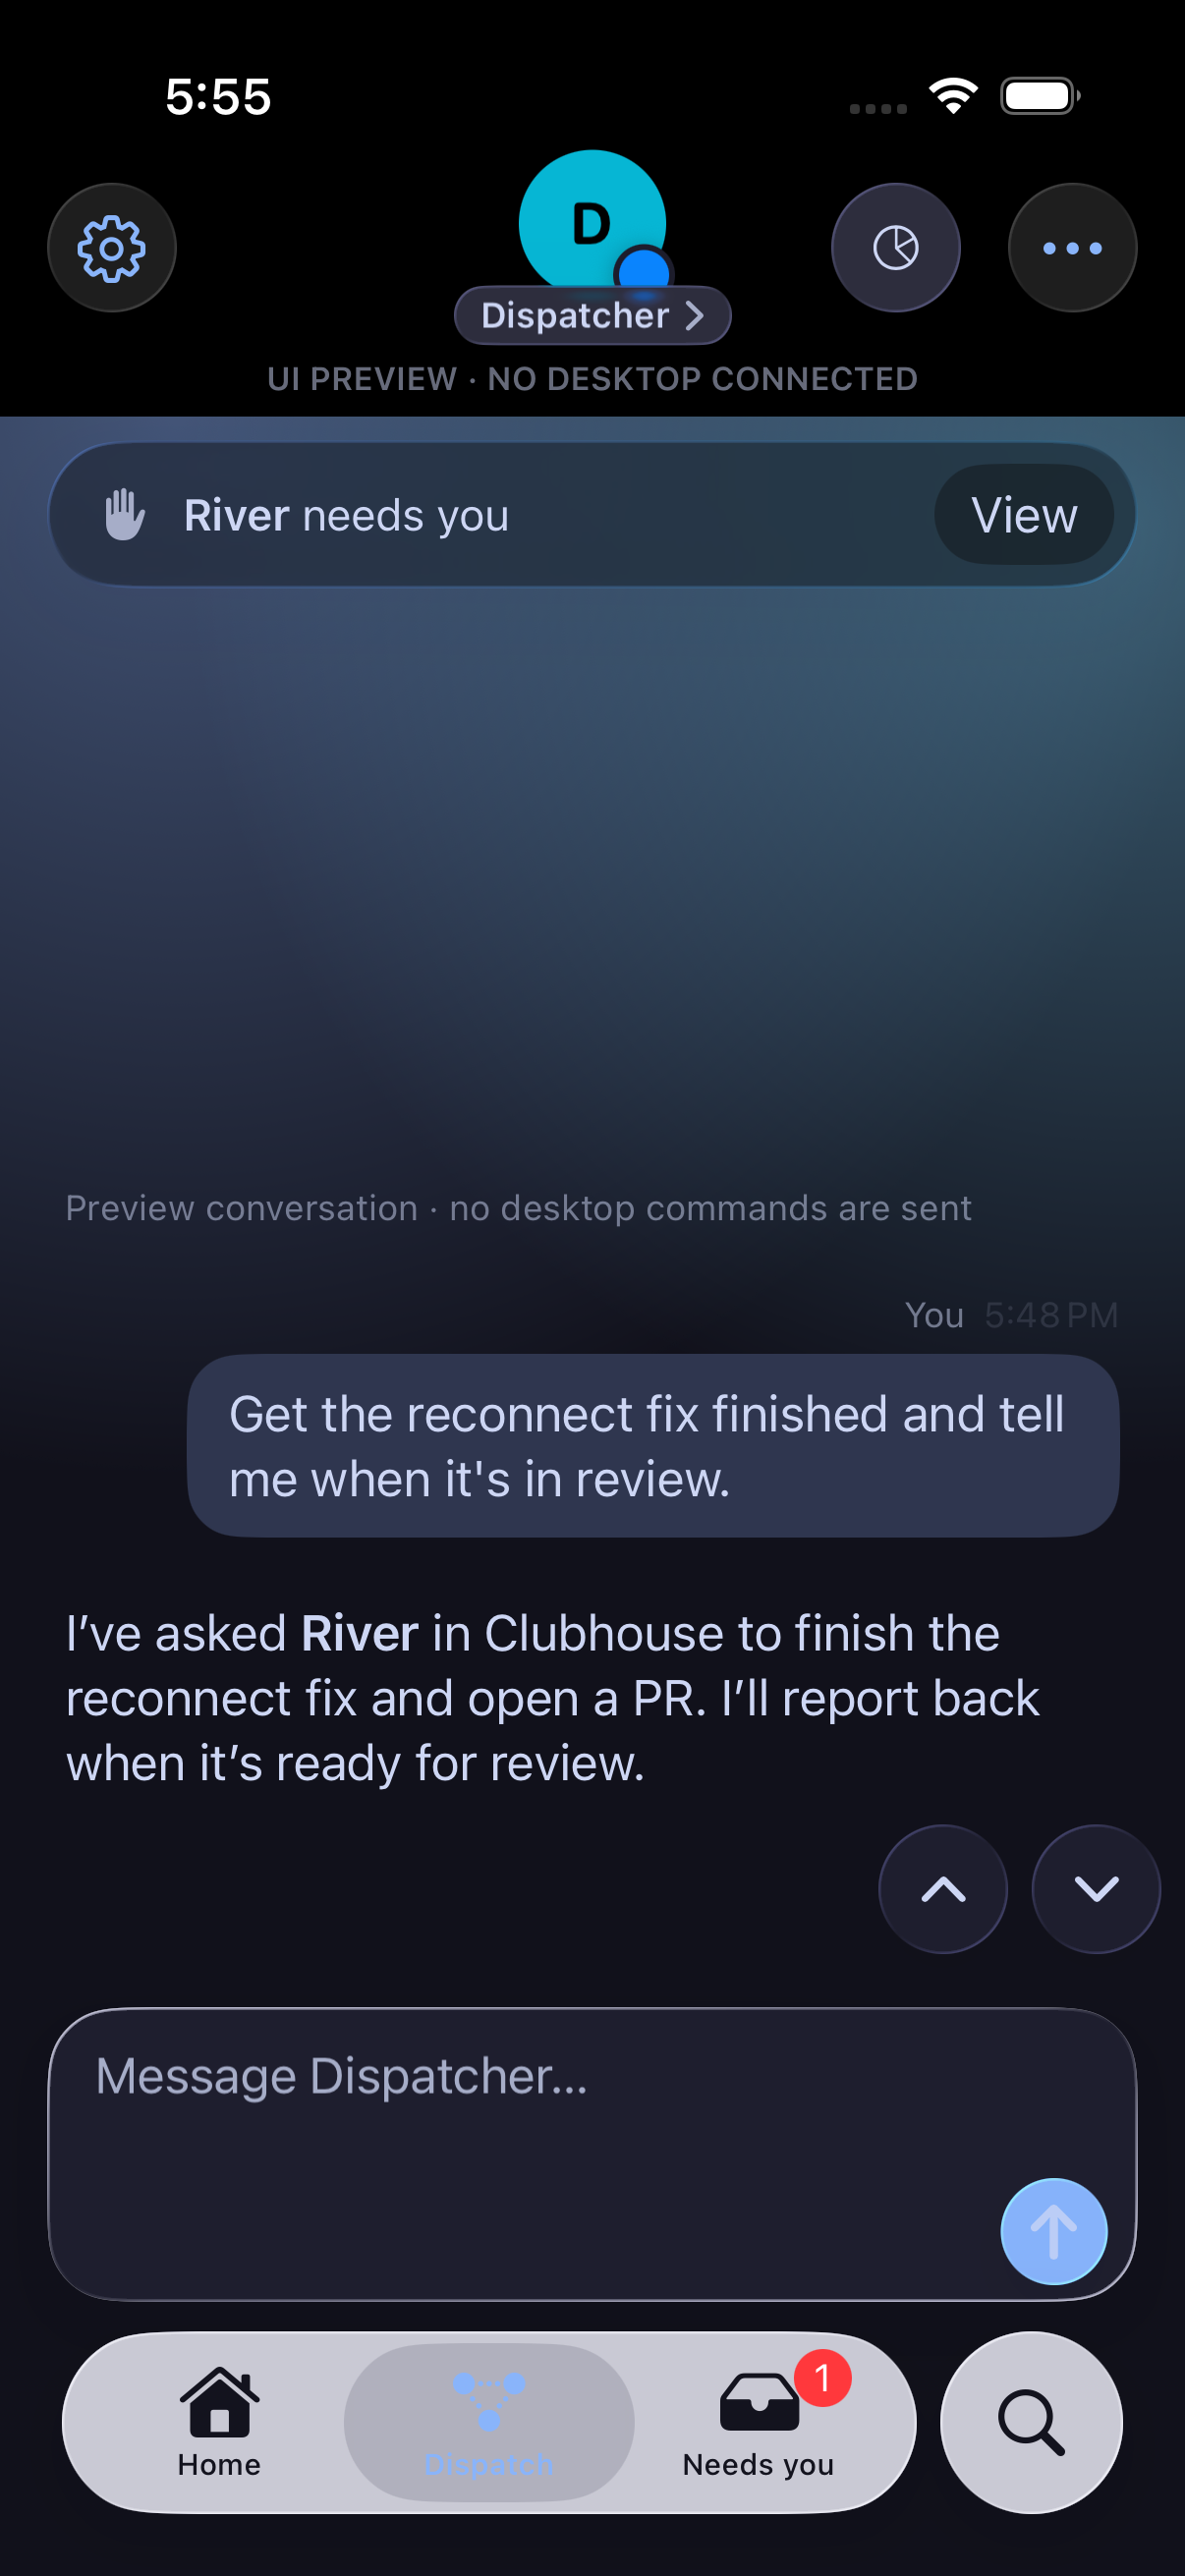 5:55
D
Dispatcher
UI PREVIEW · NO DESKTOP CONNECTED
River needs you
View
Preview conversation · no desktop commands are sent
You 5:48 PM
Get the reconnect fix finished and tell
me when it's in review.
I’ve asked River in Clubhouse to finish the
reconnect fix and open a PR. I’ll report back
when it’s ready for review.
Message Dispatcher...
1
Home
Dispatch
Needs you